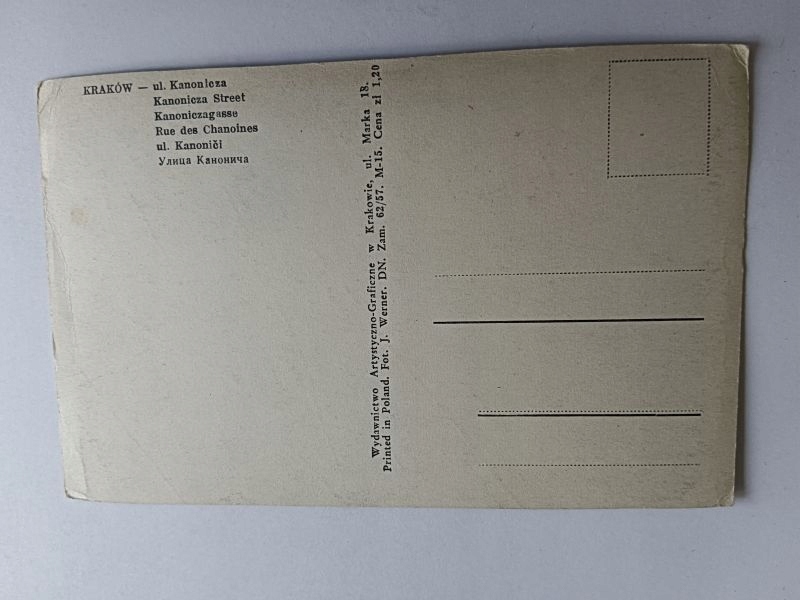 KRAKÓW — ul. Kanonicza
Kanonicza Street
Kanoniczagasse
Rue des Chanoines
ul. Kanoniči
Улица Канонича
Wydawnictwo Artystyczno-Graficzne w Krakowie, ul. Marka 18.
Printed in Poland. Fot. J. Werner. DN. Zam. 62/57. M-15. Cena zł 1,20